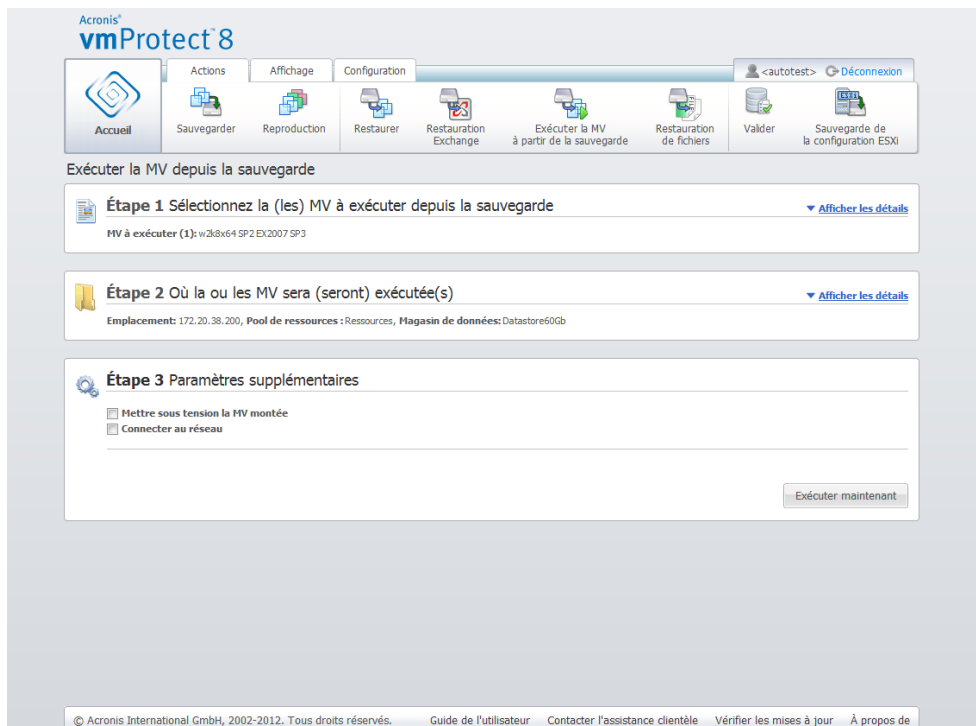 Acronis®
vmProtect™8
Actions Affichage Configuration
<autotest> Déconnexion
Accueil
Sauvegarder
Reproduction
Restaurer
Restauration
Exchange
Exécuter la MV
à partir de la sauvegarde
Restauration
de fichiers
Valider
ESXi
Sauvegarde de
la configuration ESXi
Exécuter la MV depuis la sauvegarde
Étape 1 Sélectionnez la (les) MV à exécuter depuis la sauvegarde
Afficher les détails
MV à exécuter (1): w2k8x64 SP2 EX2007 SP3
Étape 2 Où la ou les MV sera (seront) exécutée(s)
Afficher les détails
Emplacement: 172.20.38.200, Pool de ressources : Ressources, Magasin de données: Datastore60Gb
Étape 3 Paramètres supplémentaires
Mettre sous tension la MV montée
Connecter au réseau
Exécuter maintenant
© Acronis International GmbH, 2002-2012. Tous droits réservés. Guide de l'utilisateur Contacter l'assistance clientèle Vérifier les mises à jour À propos de